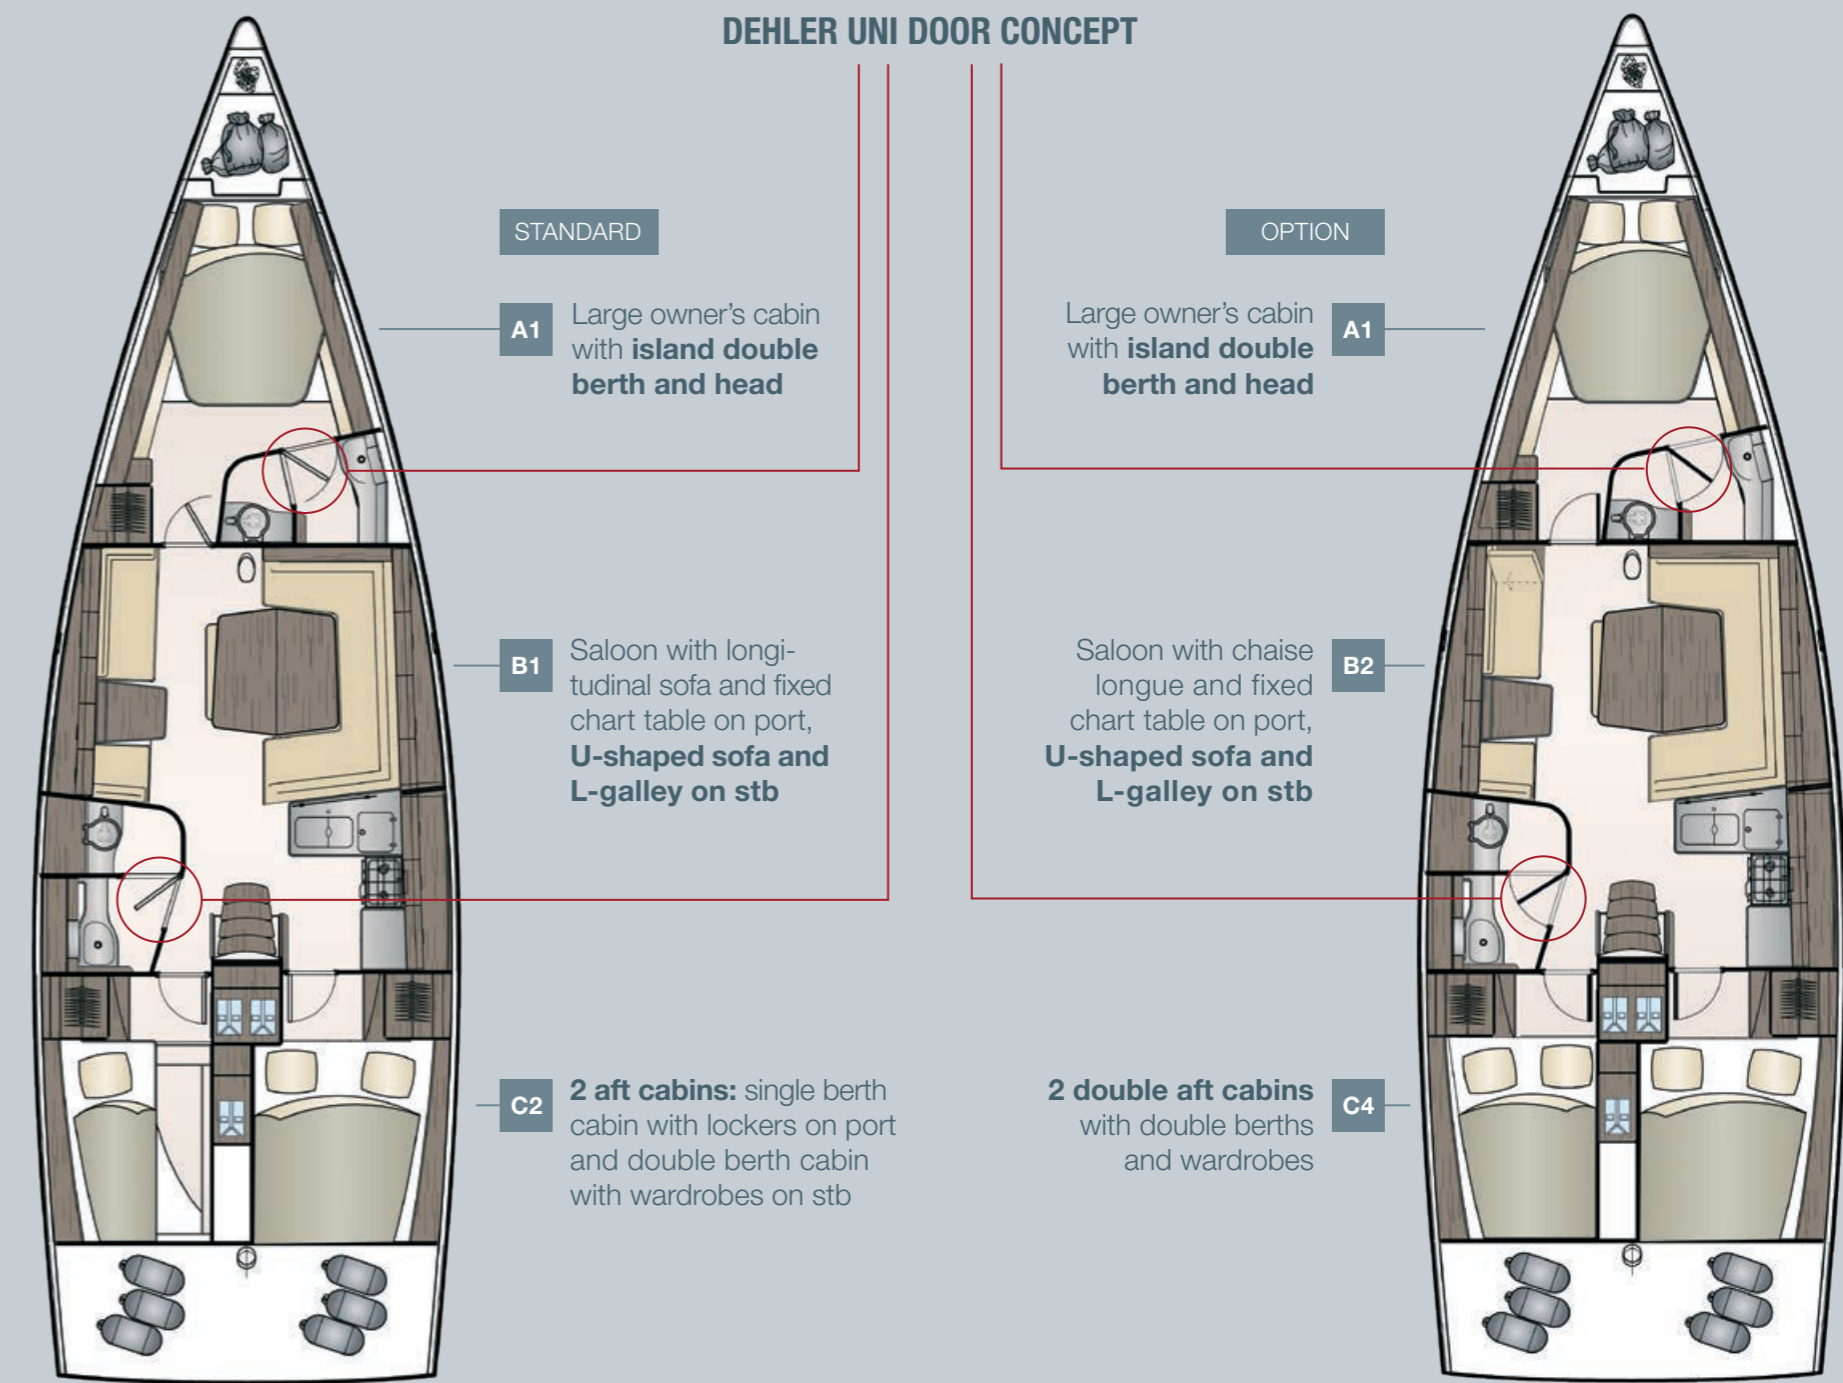 DEHLER UNI DOOR CONCEPT
STANDARD
A1
Large owner's cabin
with island double
berth and head
B1
Saloon with longi-
tudinal sofa and fixed
chart table on port,
U-shaped sofa and
L-galley on stb
C2
2 aft cabins: single berth
cabin with lockers on port
and double berth cabin
with wardrobes on stb
OPTION
Large owner's cabin
with island double
berth and head
A1
Saloon with chaise
longue and fixed
chart table on port,
U-shaped sofa and
L-galley on stb
B2
2 double aft cabins
with double berths
and wardrobes
C4